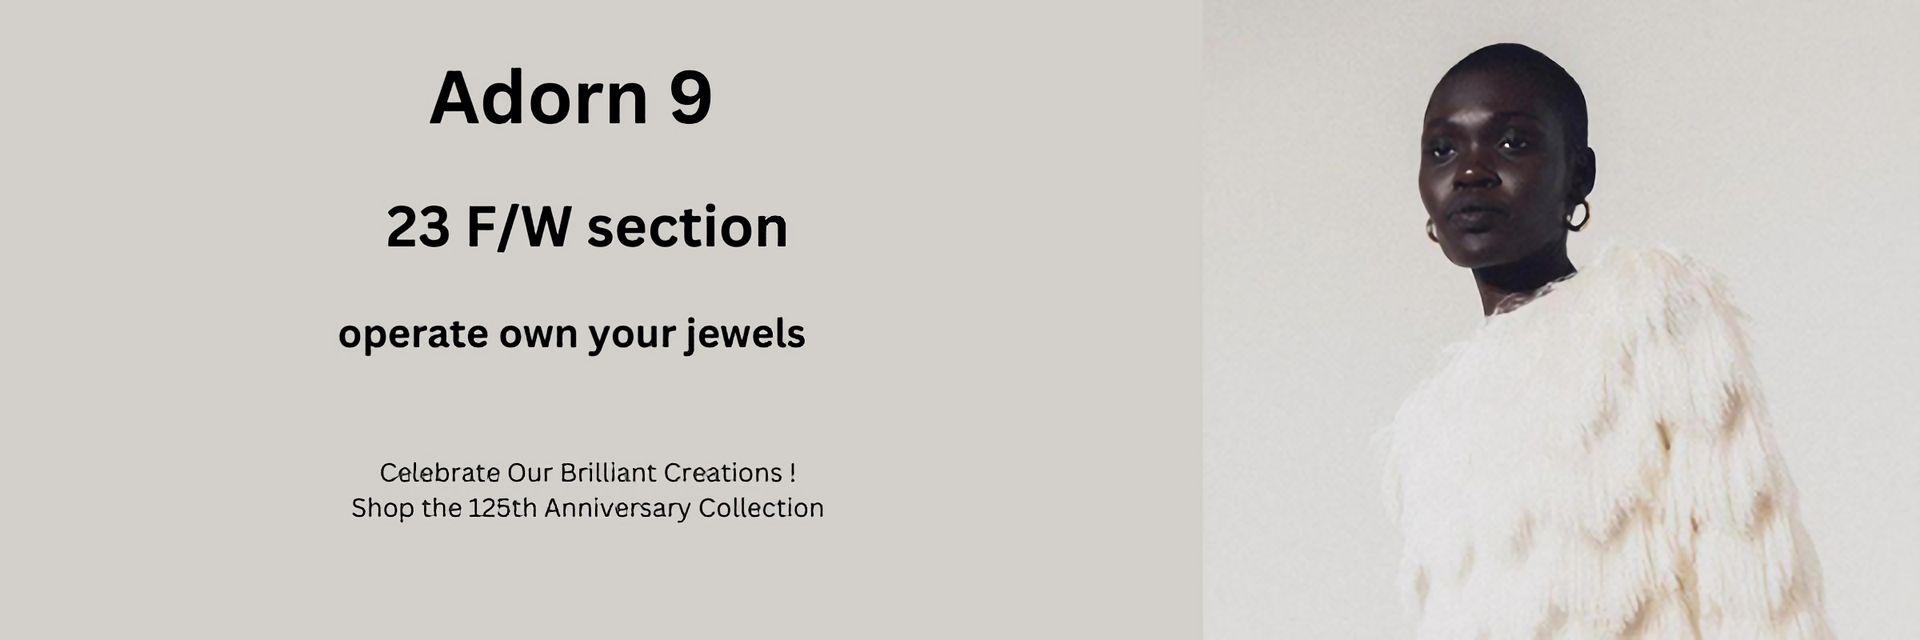 Adorn 9
23 F/W section
operate own your jewels
Celebrate Our Brilliant Creations !
Shop the 125th Anniversary Collection